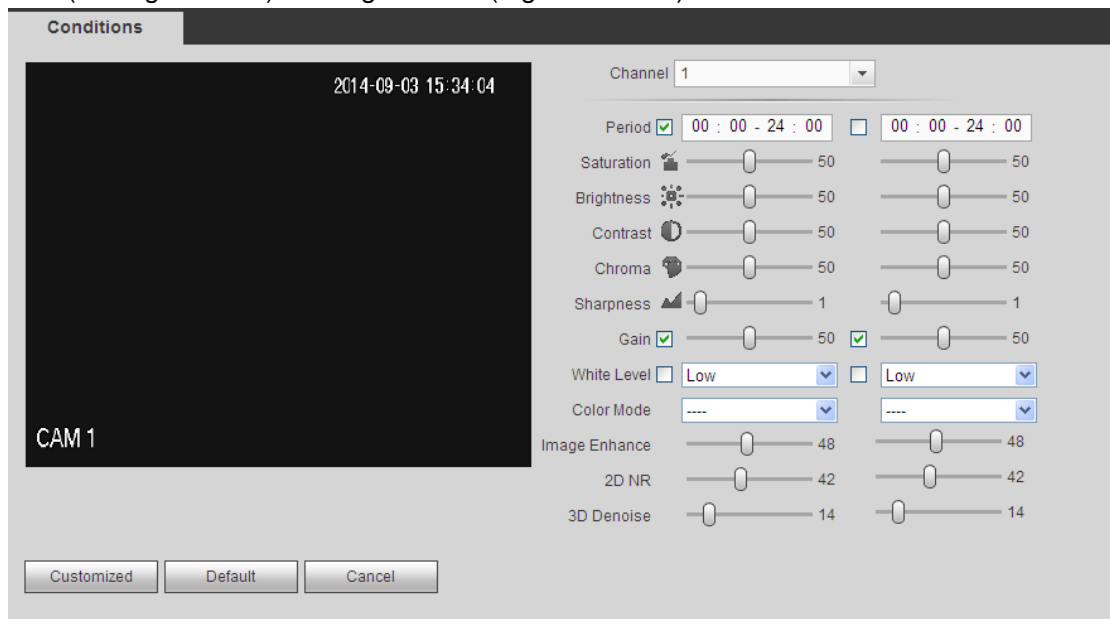 Conditions
2014-09-03 15:34:04
CAM 1
Channel 1
Period 00 : 00 - 24 : 00 00 : 00 - 24 : 00
Saturation 50 50
Brightness 50 50
Contrast 50 50
Chroma 50 50
Sharpness 1 1
Gain 50 50
White Level Low Low
Color Mode ---- ----
Image Enhance 48 48
2D NR 42 42
3D Denoise 14 14
Customized Default Cancel